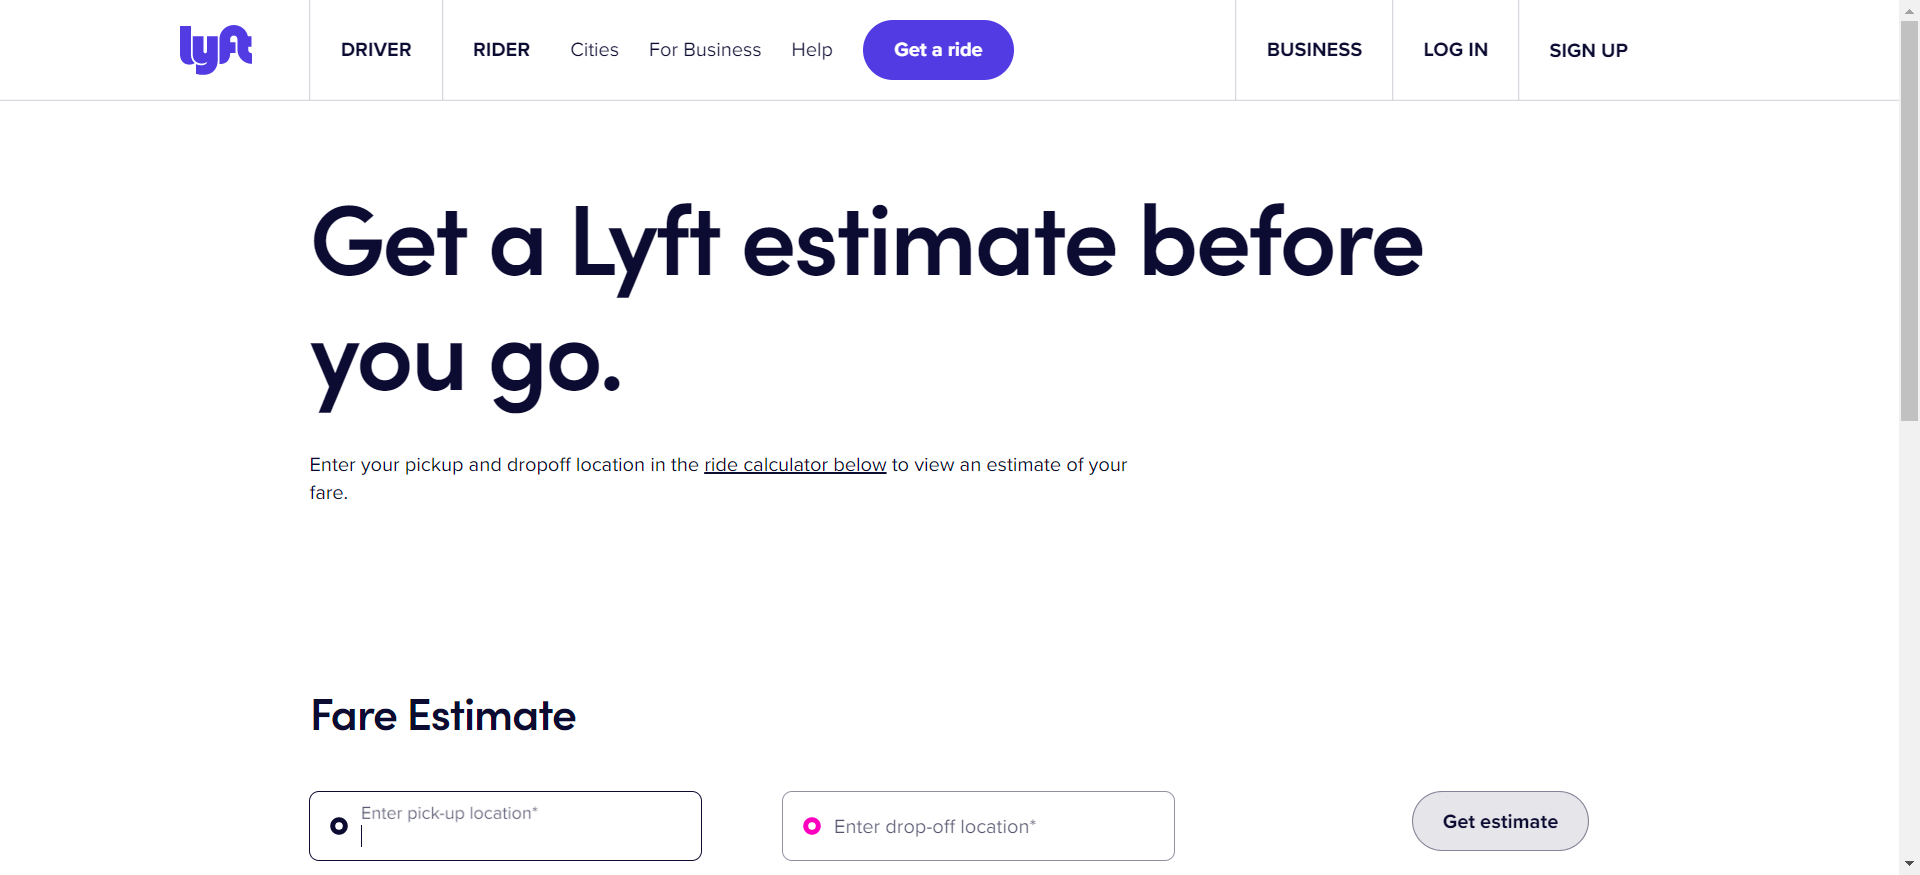 lyft
DRIVER
RIDER
Cities
For Business
Help
Get a ride
BUSINESS
LOG IN
SIGN UP
Get a Lyft estimate before
you go.
Enter your pickup and dropoff location in the ride calculator below to view an estimate of your
fare.
Fare Estimate
Enter pick-up location*
Enter drop-off location*
Get estimate